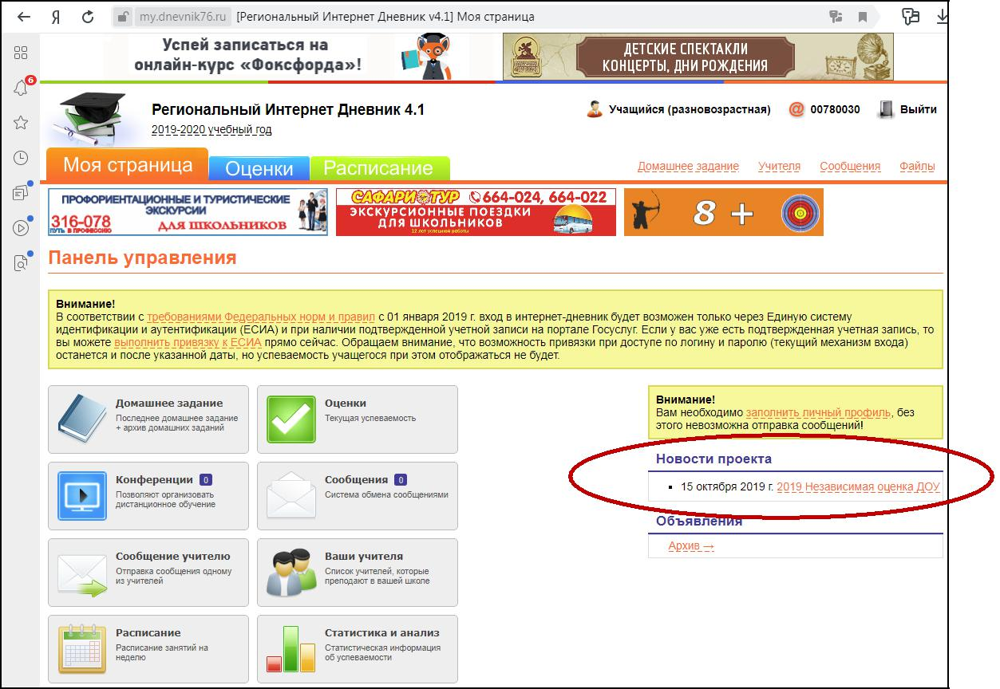 my.dnevnik76.ru [Региональный Интернет Дневник v4.1] Моя страница
6
Успей записаться на
онлайн-курс «Фоксфорда»!
ДЕТСКИЕ СПЕКТАКЛИ
КОНЦЕРТЫ, ДНИ РОЖДЕНИЯ
Региональный Интернет Дневник 4.1
2019-2020 учебный год
Учащийся (разновозрастная) @ 00780030 Выйти
Моя страница Оценки Расписание
Домашнее задание Учителя Сообщения Файлы
ПРОФОРИЕНТАЦИОННЫЕ И ТУРИСТИЧЕСКИЕ
ЭКСКУРСИИ
316-078
ПУТЬ В ПРОФЕССИЮ
ДЛЯ ШКОЛЬНИКОВ
САФАРИ ТУР 664-024, 664-022
ЭКСКУРСИОННЫЕ ПОЕЗДКИ
ДЛЯ ШКОЛЬНИКОВ
12 лет успешной работы
8 +
Панель управления
Внимание!
В соответствии с требованиями Федеральных норм и правил с 01 января 2019 г. вход в интернет-дневник будет возможен только через Единую систему
идентификации и аутентификации (ЕСИА) и при наличии подтвержденной учетной записи на портале Госуслуг. Если у вас уже есть подтвержденная учетная запись, то
вы можете выполнить привязку к ЕСИА прямо сейчас. Обращаем внимание, что возможность привязки при доступе по логину и паролю (текущий механизм входа)
останется и после указанной даты, но успеваемость учащегося при этом отображаться не будет.
Домашнее задание
Последнее домашнее задание
+ архив домашних заданий
Оценки
Текущая успеваемость
Конференции 0
Позволяют организовать
дистанционное обучение
Сообщения 0
Система обмена сообщениями
Сообщение учителю
Отправка сообщения одному
из учителей
Ваши учителя
Список учителей, которые
преподают в вашей школе
Расписание
Расписание занятий на
неделю
Статистика и анализ
Статистическая информация
об успеваемости
Внимание!
Вам необходимо заполнить личный профиль, без
этого невозможна отправка сообщений!
Новости проекта
15 октября 2019 г. 2019 Независимая оценка ДОУ
Объявления
Архив →